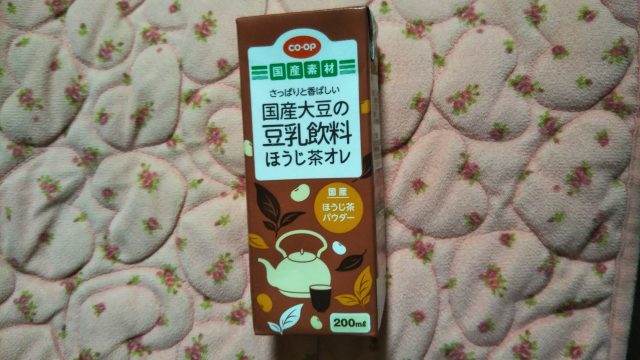 CO・OP
国産素材
さっぱりと香ばしい
国産大豆の
豆乳飲料
ほうじ茶オレ
国産
ほうじ茶
パウダー
200ml